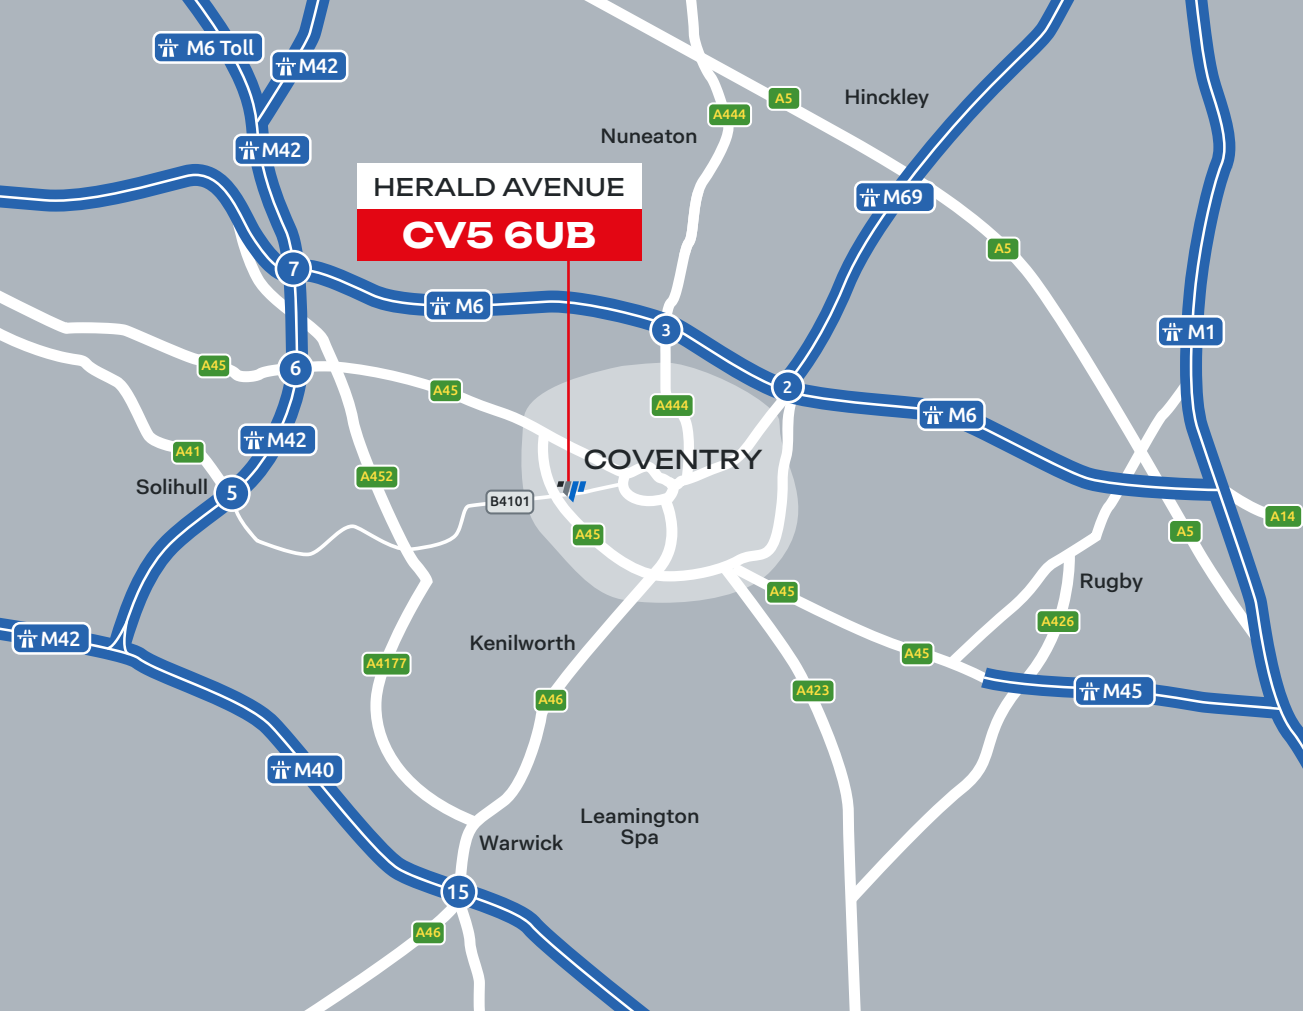 M6 Toll
M42
A5
Hinckley
A444
Nuneaton
M42
HERALD AVENUE
CV5 6UB
M69
A5
7
M6
3
M1
A45
6
A45
2
A444
M6
M42
A41
COVENTRY
A452
Solihull
5
B4101
A14
A45
A5
A45
Rugby
A426
M42
Kenilworth
A45
A4177
A46
A423
M45
M40
Leamington
Spa
Warwick
15
A46